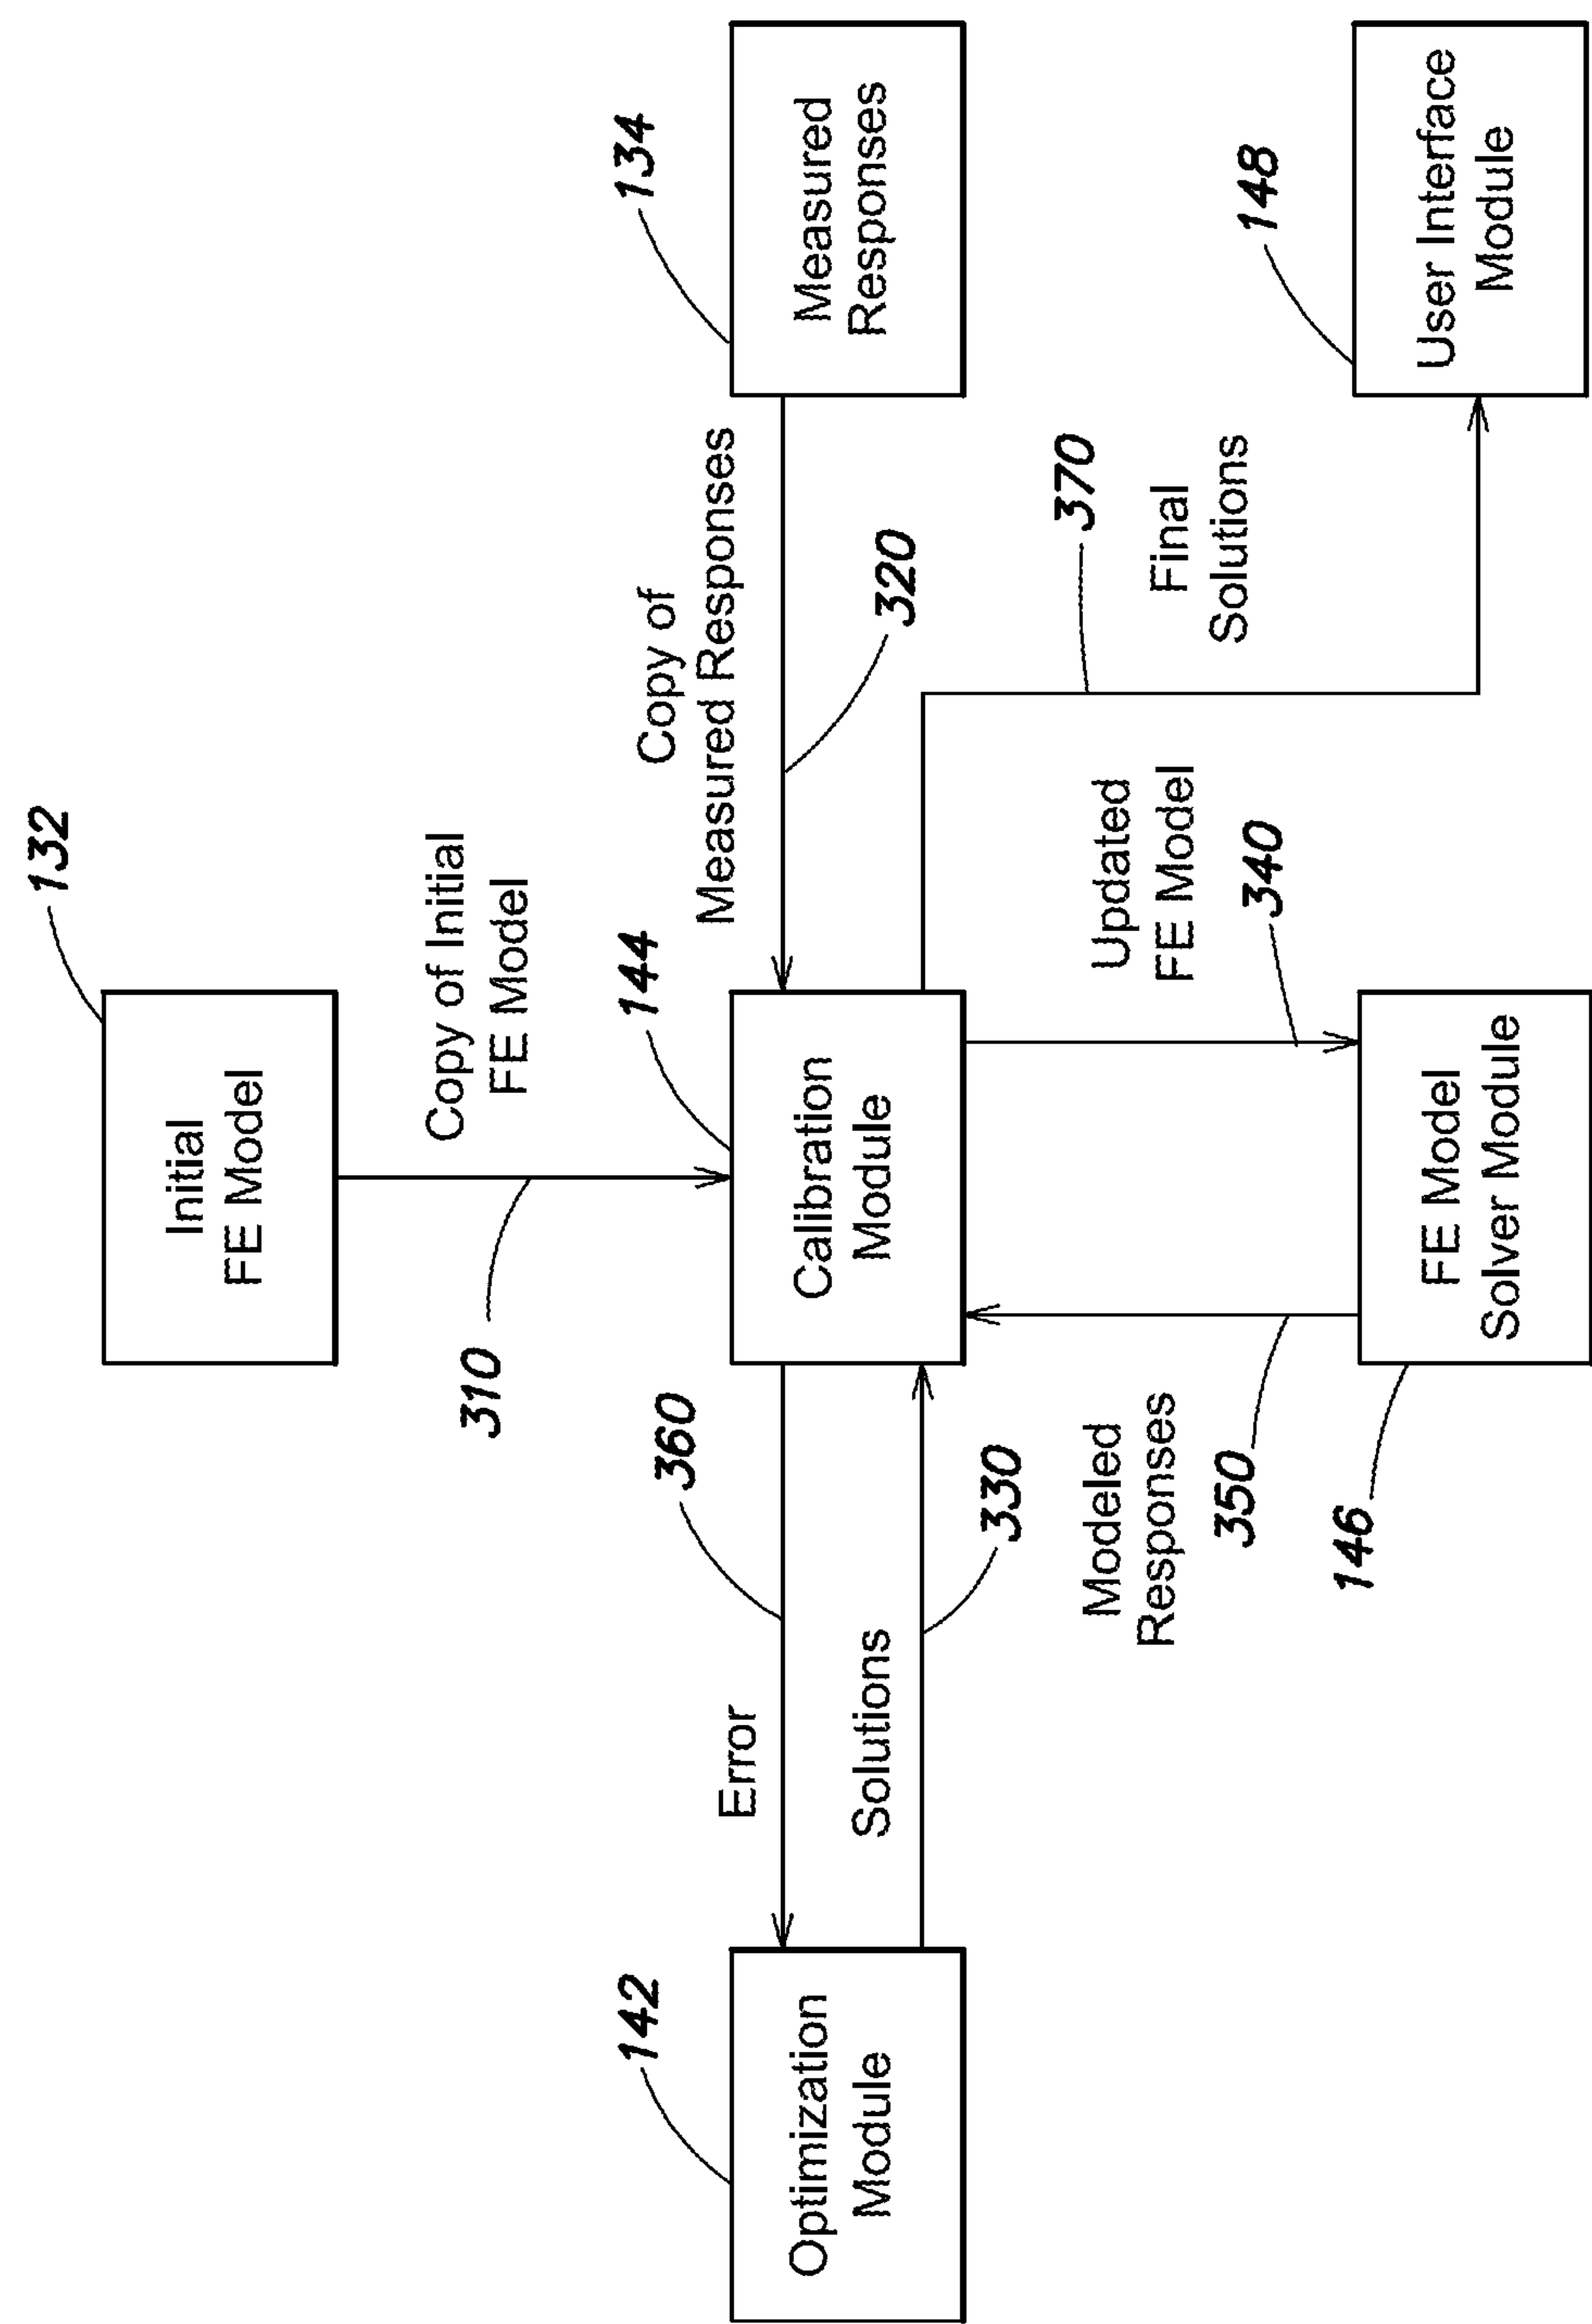 132
Initial
FE Model
Copy of Initial
FE Model
310
142
Optimization
Module
360
Error
Solutions
330
144
Calibration
Module
Copy of
Measured Responses
320
134
Measured
Responses
Modeled
Responses
350
146
FE Model
Solver Module
Updated
FE Model
340
370
Final
Solutions
148
User Interface
Module